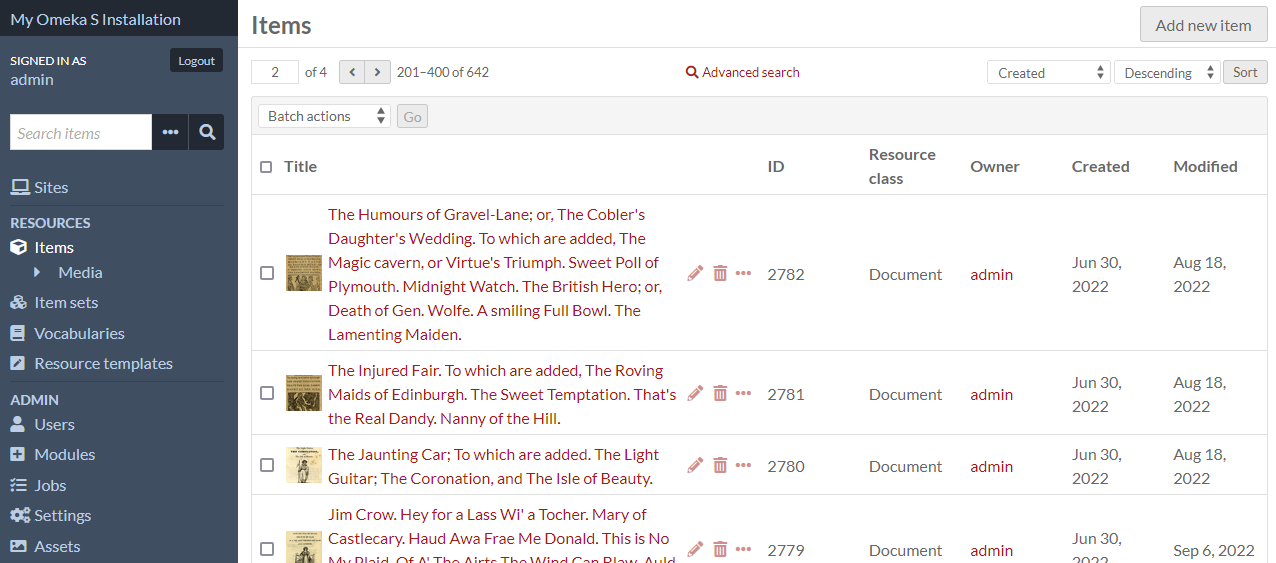 My Omeka S Installation
SIGNED IN AS
admin
Logout
Search items
Sites
RESOURCES
Items
Media
Item sets
Vocabularies
Resource templates
ADMIN
Users
Modules
Jobs
Settings
Assets
Items
Add new item
2 of 4 201–400 of 642
Advanced search
Created Descending Sort
Batch actions Go
Title ID Resource class Owner Created Modified
The Humours of Gravel-Lane; or, The Cobler's
Daughter's Wedding. To which are added, The
Magic cavern, or Virtue's Triumph. Sweet Poll of
Plymouth. Midnight Watch. The British Hero; or,
Death of Gen. Wolfe. A smiling Full Bowl. The
Lamenting Maiden.
2782 Document admin Jun 30, 2022 Aug 18, 2022
The Injured Fair. To which are added, The Roving
Maids of Edinburgh. The Sweet Temptation. That's
the Real Dandy. Nanny of the Hill.
2781 Document admin Jun 30, 2022 Aug 18, 2022
The Jaunting Car; To which are added. The Light
Guitar; The Coronation, and The Isle of Beauty.
2780 Document admin Jun 30, 2022 Aug 18, 2022
Jim Crow. Hey for a Lass Wi' a Tocher. Mary of
Castlecary. Haud Awa Frae Me Donald. This is No
My Plaid. Of A' The Airts The Wind Can Blaw. Auld
2779 Document admin Jun 30, 2022 Sep 6, 2022